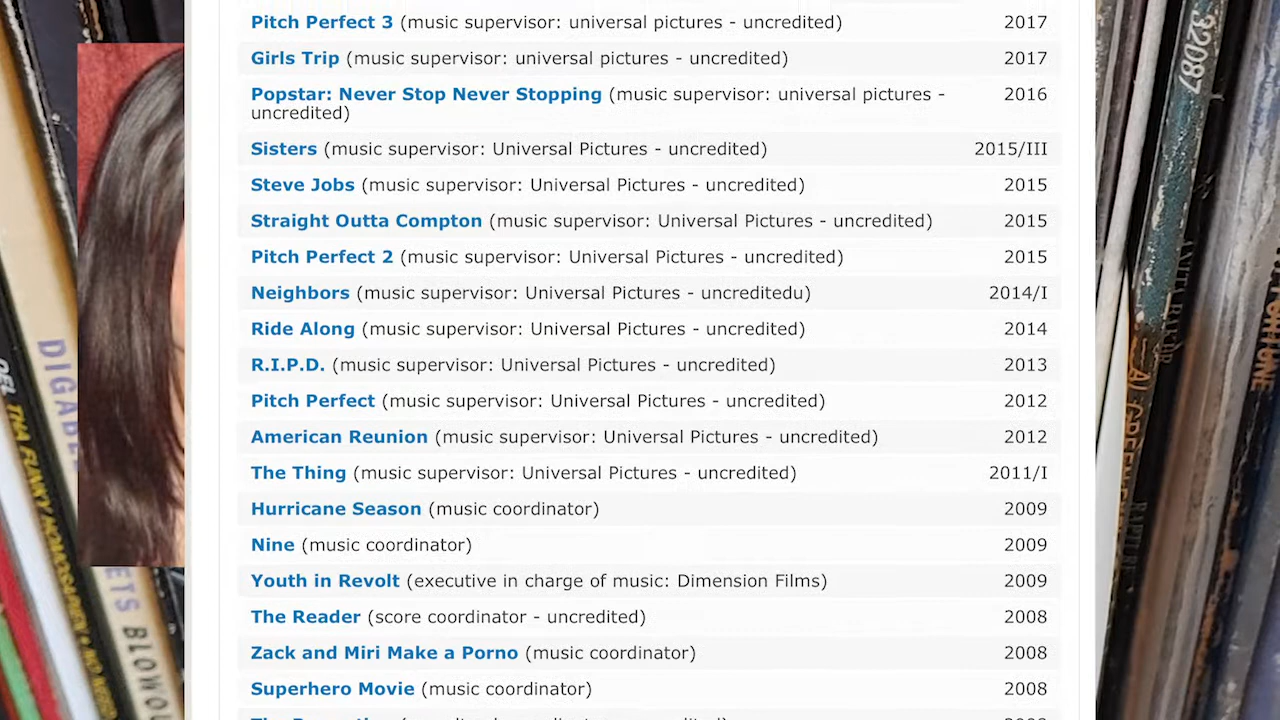 Pitch Perfect 3 (music supervisor: universal pictures - uncredited) 2017
Girls Trip (music supervisor: universal pictures - uncredited) 2017
Popstar: Never Stop Never Stopping (music supervisor: universal pictures - 2016
uncredited)
Sisters (music supervisor: Universal Pictures - uncredited) 2015/III
Steve Jobs (music supervisor: Universal Pictures - uncredited) 2015
Straight Outta Compton (music supervisor: Universal Pictures - uncredited) 2015
Pitch Perfect 2 (music supervisor: Universal Pictures - uncredited) 2015
Neighbors (music supervisor: Universal Pictures - uncreditedu) 2014/I
Ride Along (music supervisor: Universal Pictures - uncredited) 2014
R.I.P.D. (music supervisor: Universal Pictures - uncredited) 2013
Pitch Perfect (music supervisor: Universal Pictures - uncredited) 2012
American Reunion (music supervisor: Universal Pictures - uncredited) 2012
The Thing (music supervisor: Universal Pictures - uncredited) 2011/I
Hurricane Season (music coordinator) 2009
Nine (music coordinator) 2009
Youth in Revolt (executive in charge of music: Dimension Films) 2009
The Reader (score coordinator - uncredited) 2008
Zack and Miri Make a Porno (music coordinator) 2008
Superhero Movie (music coordinator) 2008
DEL THA FUNKY HOMOSAPIEN
32087